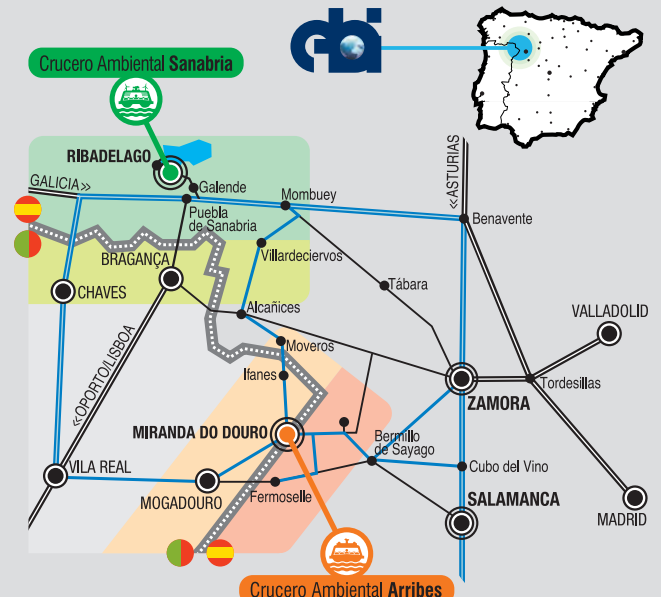 ebi
Crucero Ambiental Sanabria
RIBADELAGO
GALICIA»
Galende
Mombuey
«ASTURIAS
Puebla
de Sanabria
Benavente
BRAGANÇA
Villardeciervos
CHAVES
Tábara
Alcañices
VALLADOLID
«OPORTO/LISBOA
Moveros
Ifanes
Tordesillas
ZAMORA
MIRANDA DO DOURO
Bermillo
de Sayago
VILA REAL
Cubo del Vino
MOGADOURO
Fermoselle
SALAMANCA
MADRID
Crucero Ambiental Arribes